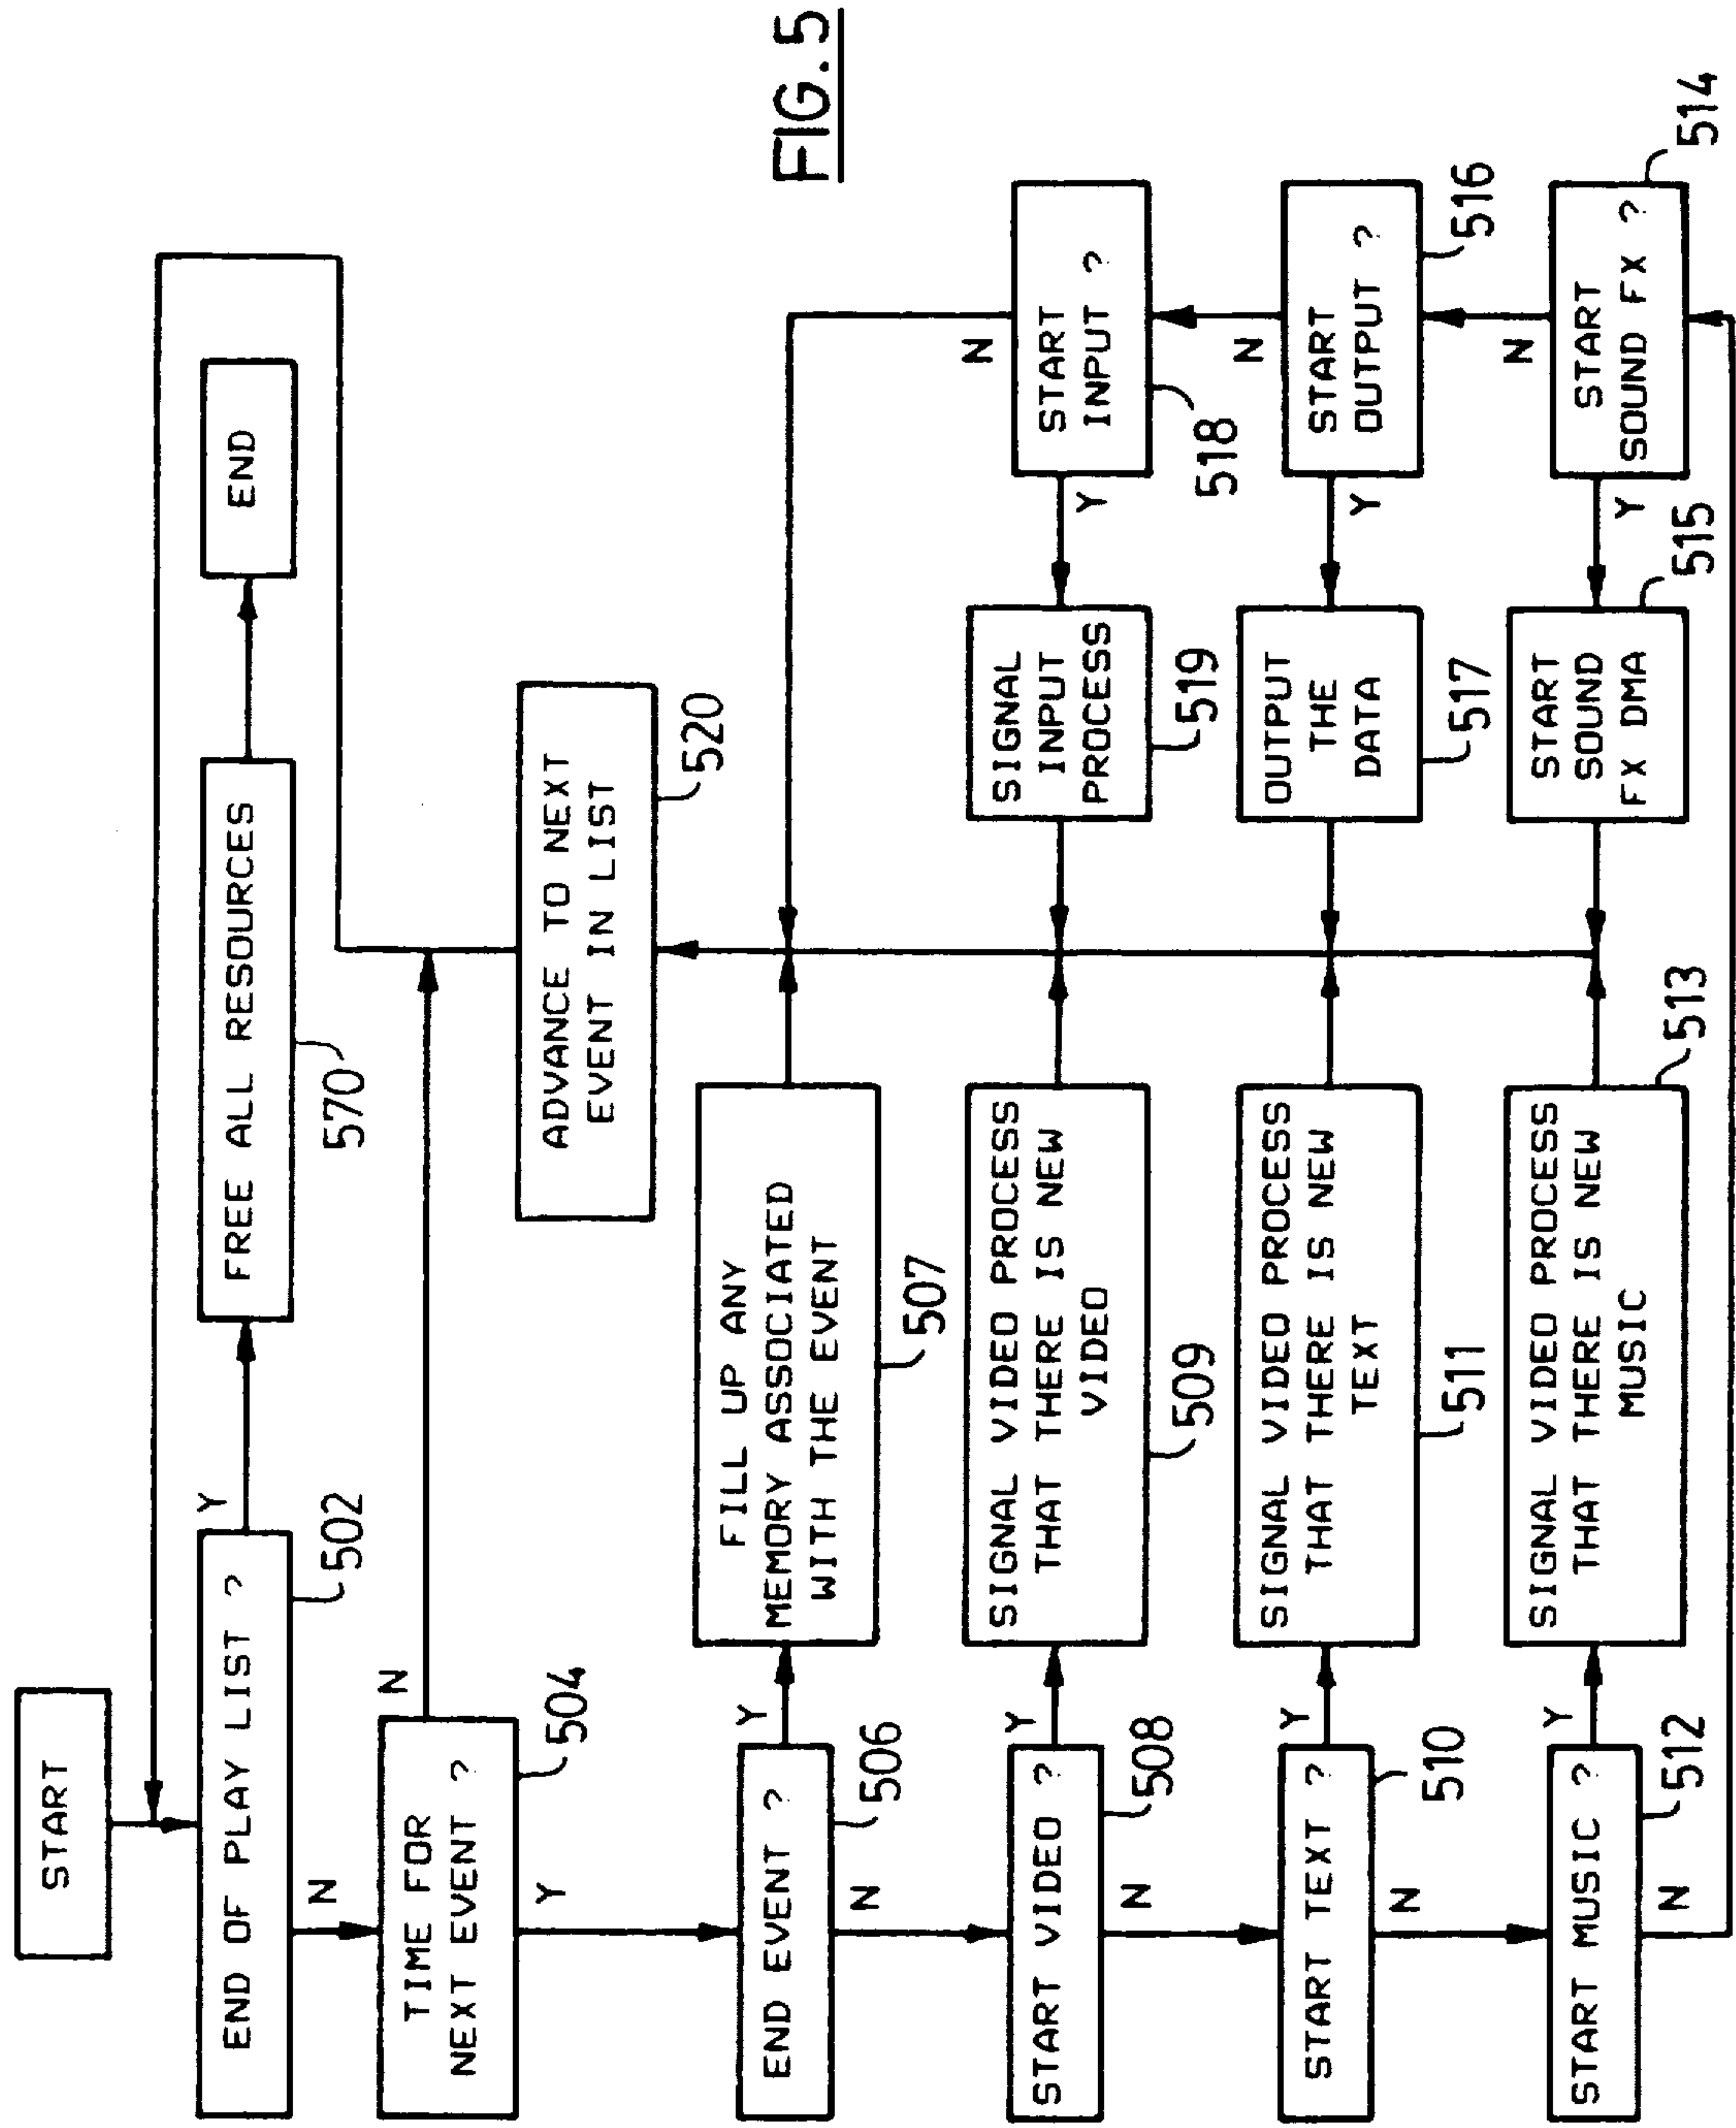 START
END OF PLAY LIST ?
502
Y
FREE ALL RESOURCES
570
END
N
TIME FOR
NEXT EVENT ?
504
N
Y
ADVANCE TO NEXT
EVENT IN LIST
520
END EVENT ?
506
Y
FILL UP ANY
MEMORY ASSOCIATED
WITH THE EVENT
507
N
START VIDEO ?
508
Y
SIGNAL VIDEO PROCESS
THAT THERE IS NEW
VIDEO
509
N
START TEXT ?
510
Y
SIGNAL VIDEO PROCESS
THAT THERE IS NEW
TEXT
511
N
START MUSIC ?
512
Y
SIGNAL VIDEO PROCESS
THAT THERE IS NEW
MUSIC
513
N
START
SOUND FX ?
514
Y
START
SOUND
FX DMA
515
N
START
OUTPUT ?
516
Y
OUTPUT
THE
DATA
517
N
START
INPUT ?
518
Y
SIGNAL
INPUT
PROCESS
519
N
FIG. 5